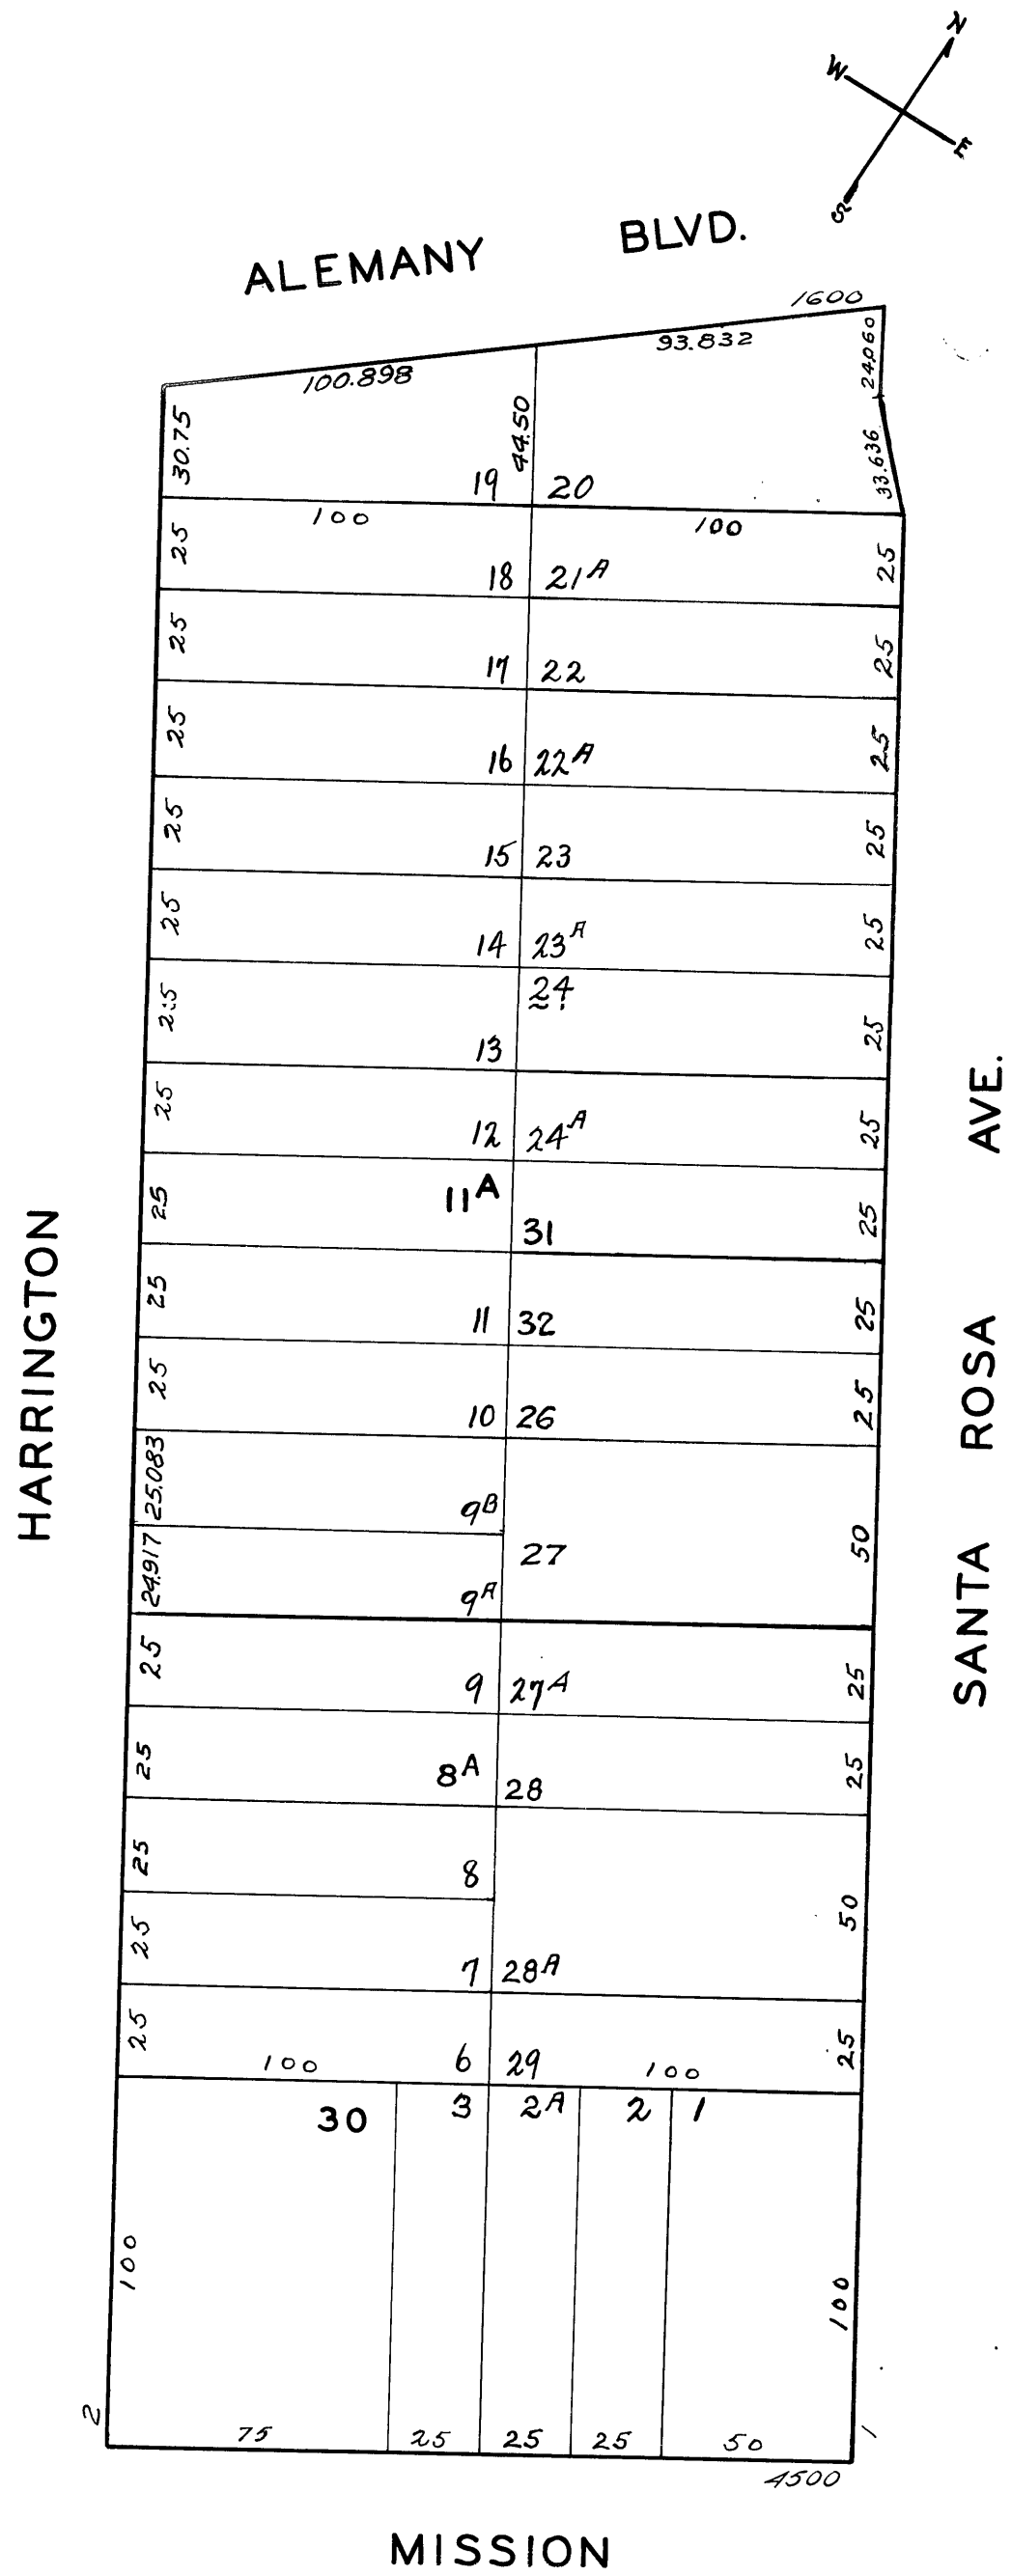 N
W
E
S
ALEMANY BLVD.
1600
100.898
93.832
24.060
30.75
44.50
33.636
19 20
100 100
25 18 21A 25
25 17 22 25
25 16 22A 25
25 15 23 25
25 14 23A 25
25 13 24 25
25 12 24A 25
25 11A 31 25
25 11 32 25
25 10 26 25
25.083 9B
27 50
24.917 9A
25 9 27A 25
25 8A 28 25
25 8
50
25 7 28A
25 100 6 29 100 25
30 3 2A 2 1
100 100
2 75 25 25 25 50 1
4500
HARRINGTON
SANTA ROSA AVE.
MISSION